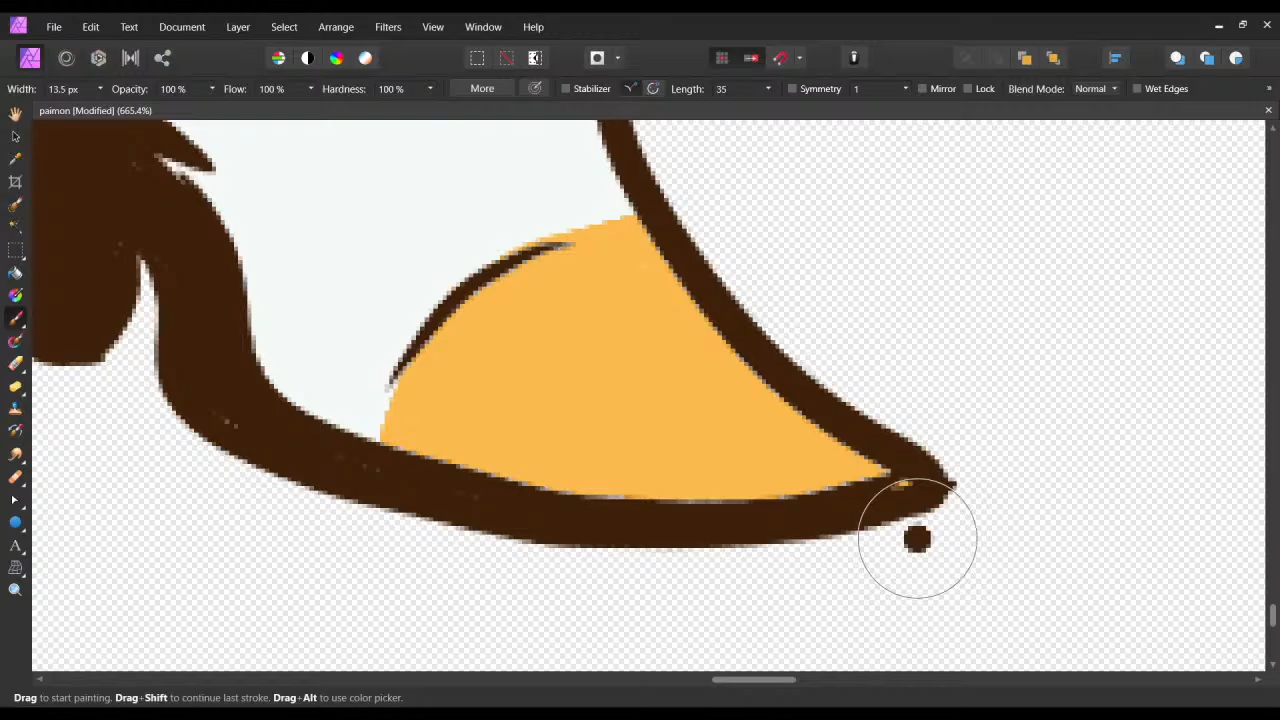 File Edit Text Document Layer Select Arrange Filters View Window Help
Width: 13.5 px Opacity: 100 % Flow: 100 % Hardness: 100 % More Stabilizer Length: 35 Symmetry 1 Mirror Lock Blend Mode: Normal Wet Edges
paimon [Modified] (665.4%)
Drag to start painting. Drag+Shift to continue last stroke. Drag+Alt to use color picker.